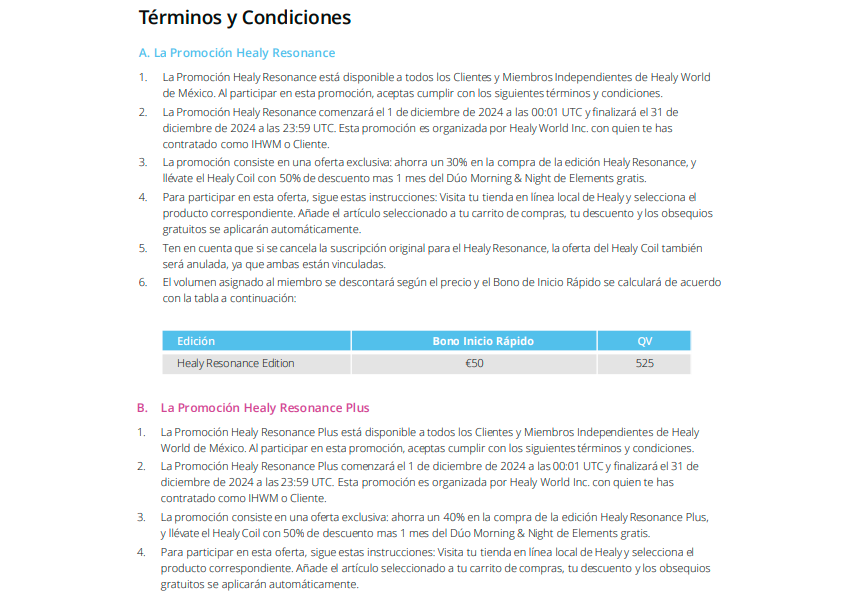 Términos y Condiciones
A. La Promoción Healy Resonance
1. La Promoción Healy Resonance está disponible a todos los Clientes y Miembros Independientes de Healy World
de México. Al participar en esta promoción, aceptas cumplir con los siguientes términos y condiciones.
2. La Promoción Healy Resonance comenzará el 1 de diciembre de 2024 a las 00:01 UTC y finalizará el 31 de
diciembre de 2024 a las 23:59 UTC. Esta promoción es organizada por Healy World Inc. con quien te has
contratado como IHWM o Cliente.
3. La promoción consiste en una oferta exclusiva: ahorra un 30% en la compra de la edición Healy Resonance, y
llévate el Healy Coil con 50% de descuento mas 1 mes del Dúo Morning & Night de Elements gratis.
4. Para participar en esta oferta, sigue estas instrucciones: Visita tu tienda en línea local de Healy y selecciona el
producto correspondiente. Añade el artículo seleccionado a tu carrito de compras, tu descuento y los obsequios
gratuitos se aplicarán automáticamente.
5. Ten en cuenta que si se cancela la suscripción original para el Healy Resonance, la oferta del Healy Coil también
será anulada, ya que ambas están vinculadas.
6. El volumen asignado al miembro se descontará según el precio y el Bono de Inicio Rápido se calculará de acuerdo
con la tabla a continuación:
Edición Bono Inicio Rápido QV
Healy Resonance Edition €50 525
B. La Promoción Healy Resonance Plus
1. La Promoción Healy Resonance Plus está disponible a todos los Clientes y Miembros Independientes de Healy
World de México. Al participar en esta promoción, aceptas cumplir con los siguientes términos y condiciones.
2. La Promoción Healy Resonance Plus comenzará el 1 de diciembre de 2024 a las 00:01 UTC y finalizará el 31 de
diciembre de 2024 a las 23:59 UTC. Esta promoción es organizada por Healy World Inc. con quien te has
contratado como IHWM o Cliente.
3. La promoción consiste en una oferta exclusiva: ahorra un 40% en la compra de la edición Healy Resonance Plus,
y llévate el Healy Coil con 50% de descuento mas 1 mes del Dúo Morning & Night de Elements gratis.
4. Para participar en esta oferta, sigue estas instrucciones: Visita tu tienda en línea local de Healy y selecciona el
producto correspondiente. Añade el artículo seleccionado a tu carrito de compras, tu descuento y los obsequios
gratuitos se aplicarán automáticamente.